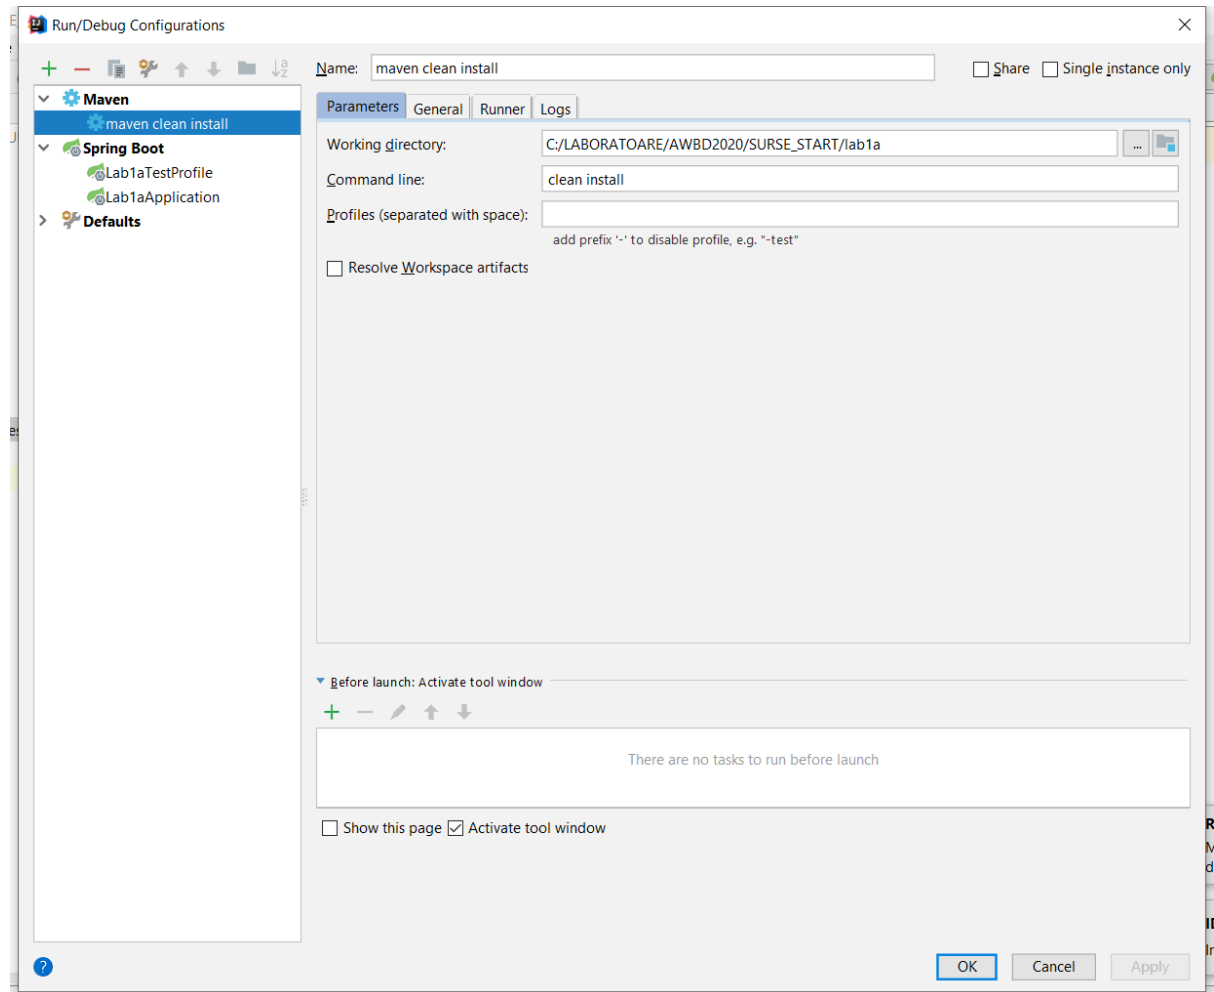 Run/Debug Configurations
Name: maven clean install
Share
Single instance only
Maven
maven clean install
Spring Boot
Lab1aTestProfile
Lab1aApplication
Defaults
Parameters
General
Runner
Logs
Working directory: C:/LABORATOARE/AWBD2020/SURSE_START/lab1a ...
Command line: clean install
Profiles (separated with space):
add prefix '-' to disable profile, e.g. "-test"
Resolve Workspace artifacts
Before launch: Activate tool window
There are no tasks to run before launch
Show this page
Activate tool window
?
OK
Cancel
Apply